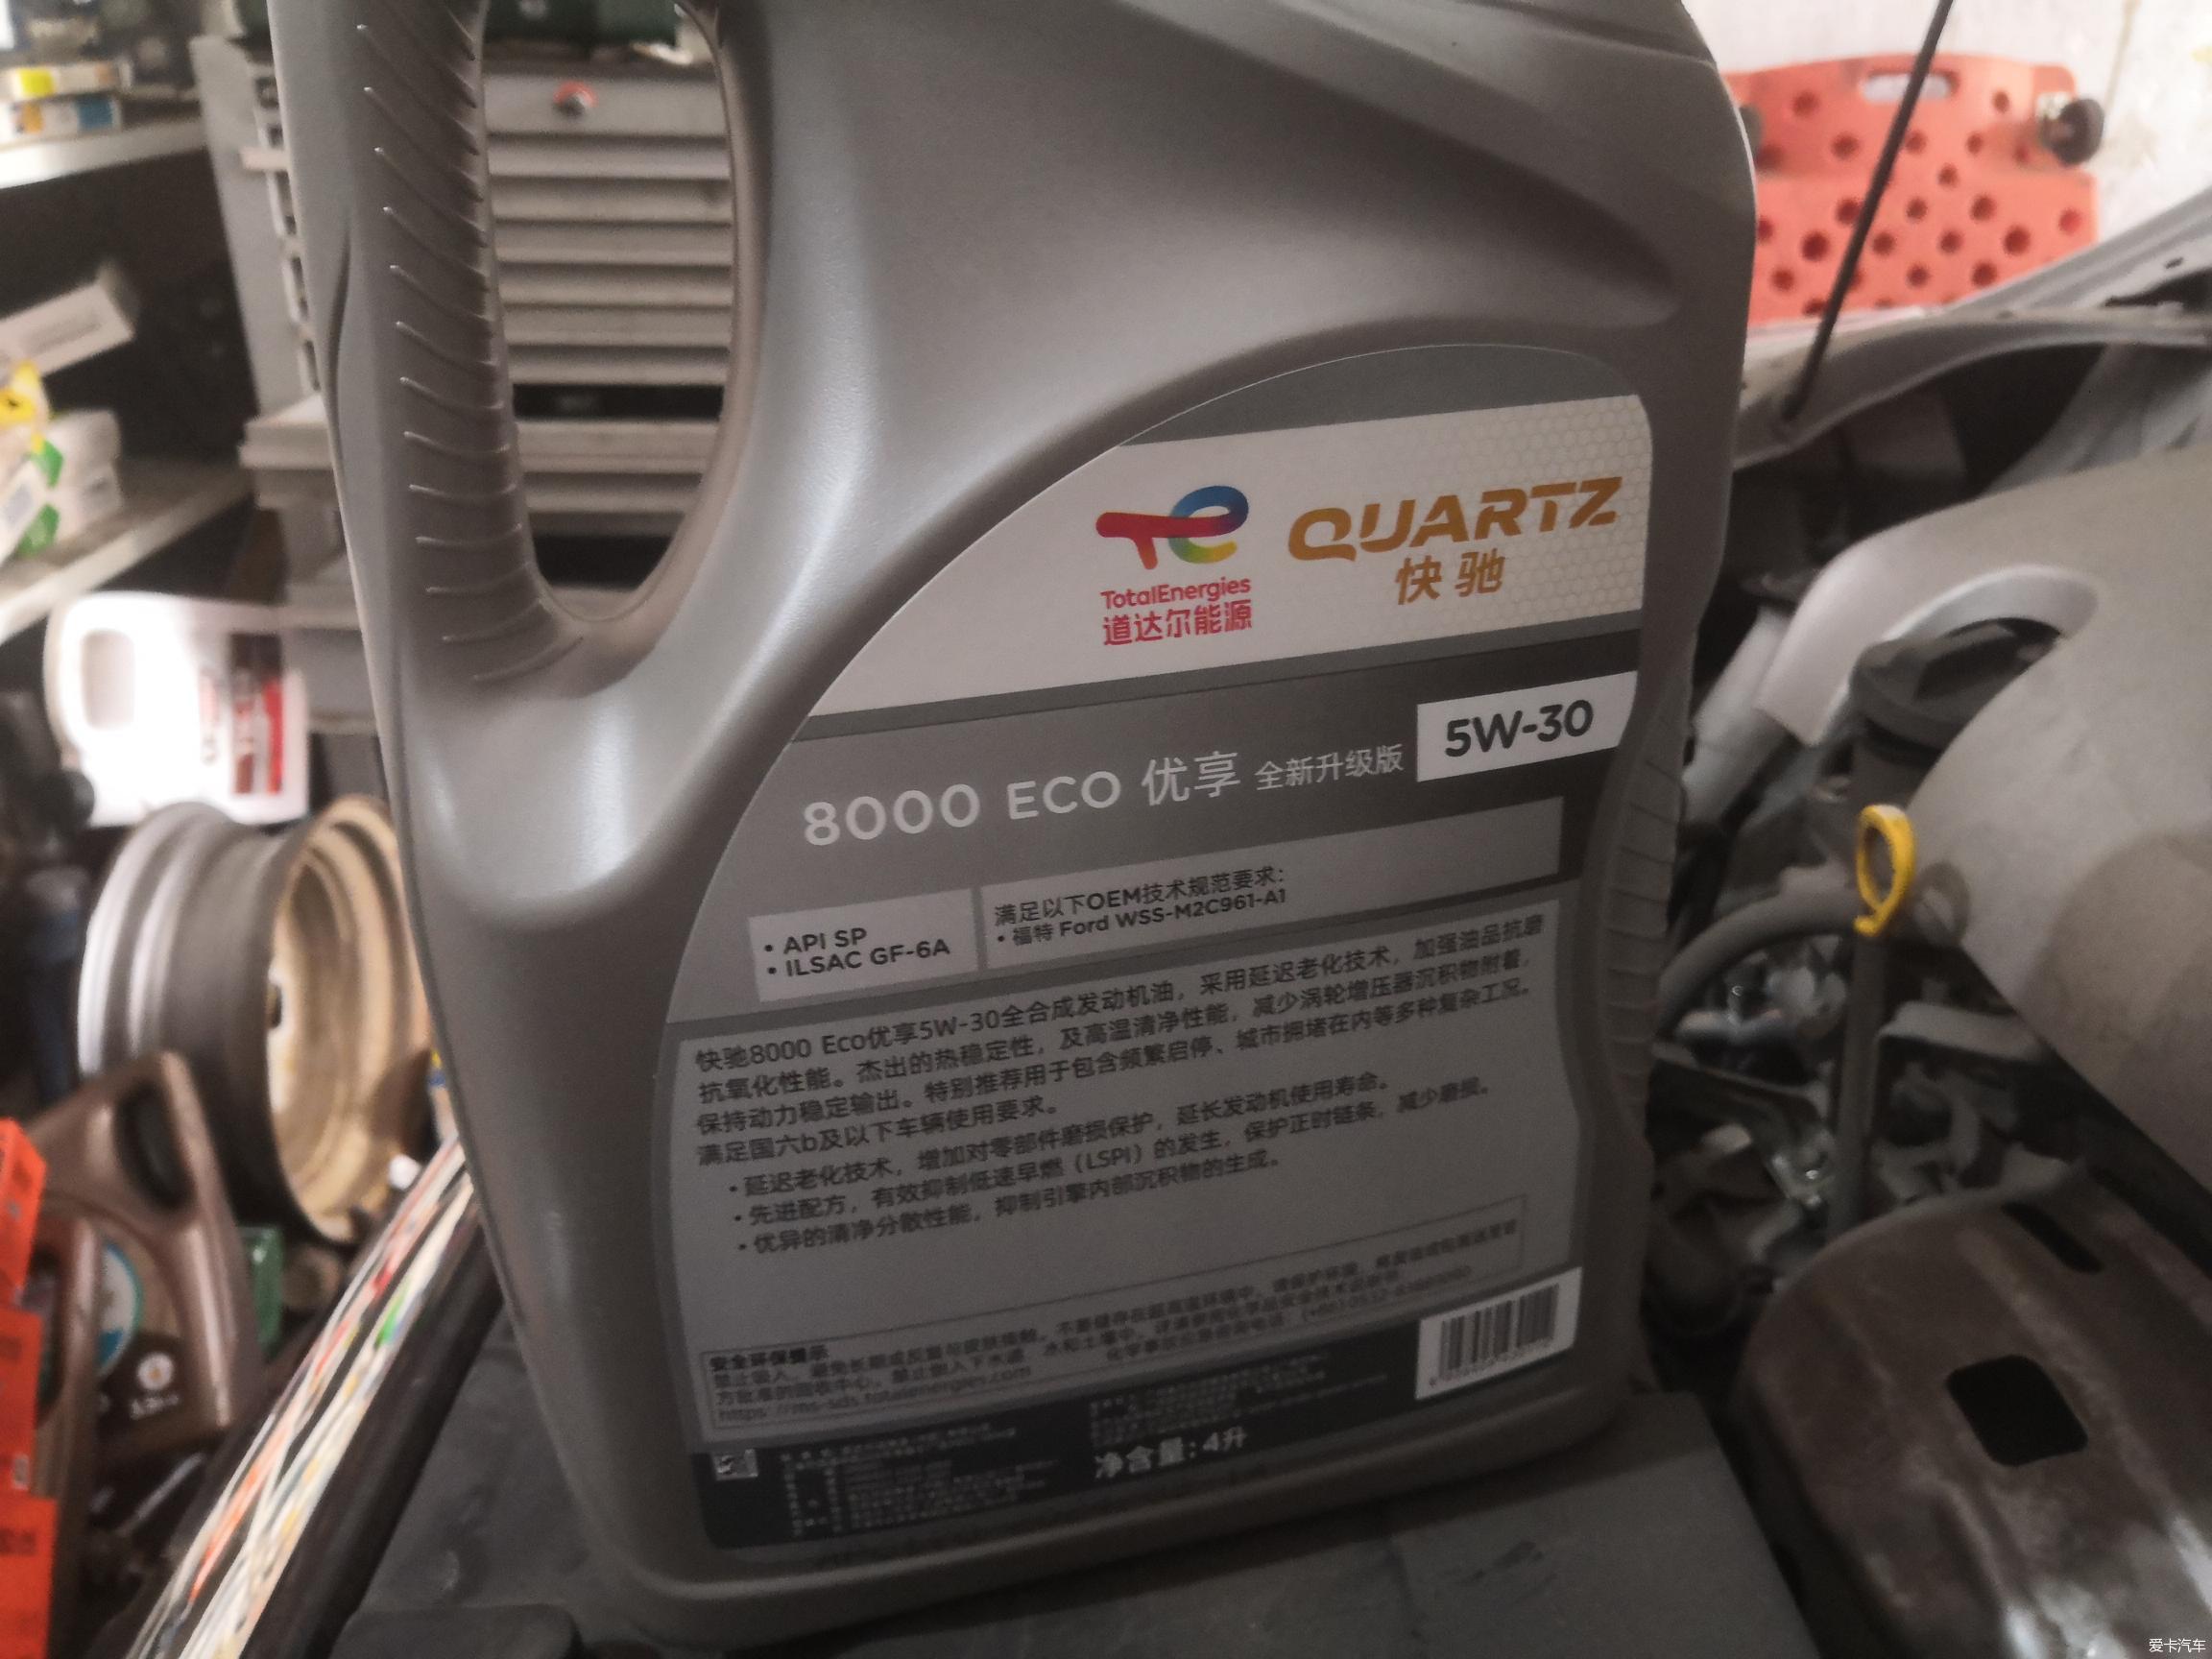 TotalEnergies
道达尔能源
QUARTZ
快驰
8000 ECO 优享 全新升级版
5W-30
• API SP
• ILSAC GF-6A
满足以下OEM技术规范要求:
• 福特 Ford WSS-M2C961-A1
快驰8000 Eco优享5W-30全合成发动机油，采用延迟老化技术，加强油品抗磨
抗氧化性能。杰出的热稳定性，及高温清净性能，减少涡轮增压器沉积物附着，
保持动力稳定输出。特别推荐用于包含频繁启停、城市拥堵在内等多种复杂工况。
满足国六b及以下车辆使用要求。
• 延迟老化技术，增加对零部件磨损保护，延长发动机使用寿命。
• 先进配方，有效抑制低速早燃（LSPI）的发生，保护正时链条，减少磨损。
• 优异的清净分散性能，抑制引擎内部沉积物的生成。
安全环保提示
https://ms-sds.totalenergies.com
净含量: 4升
爱卡汽车